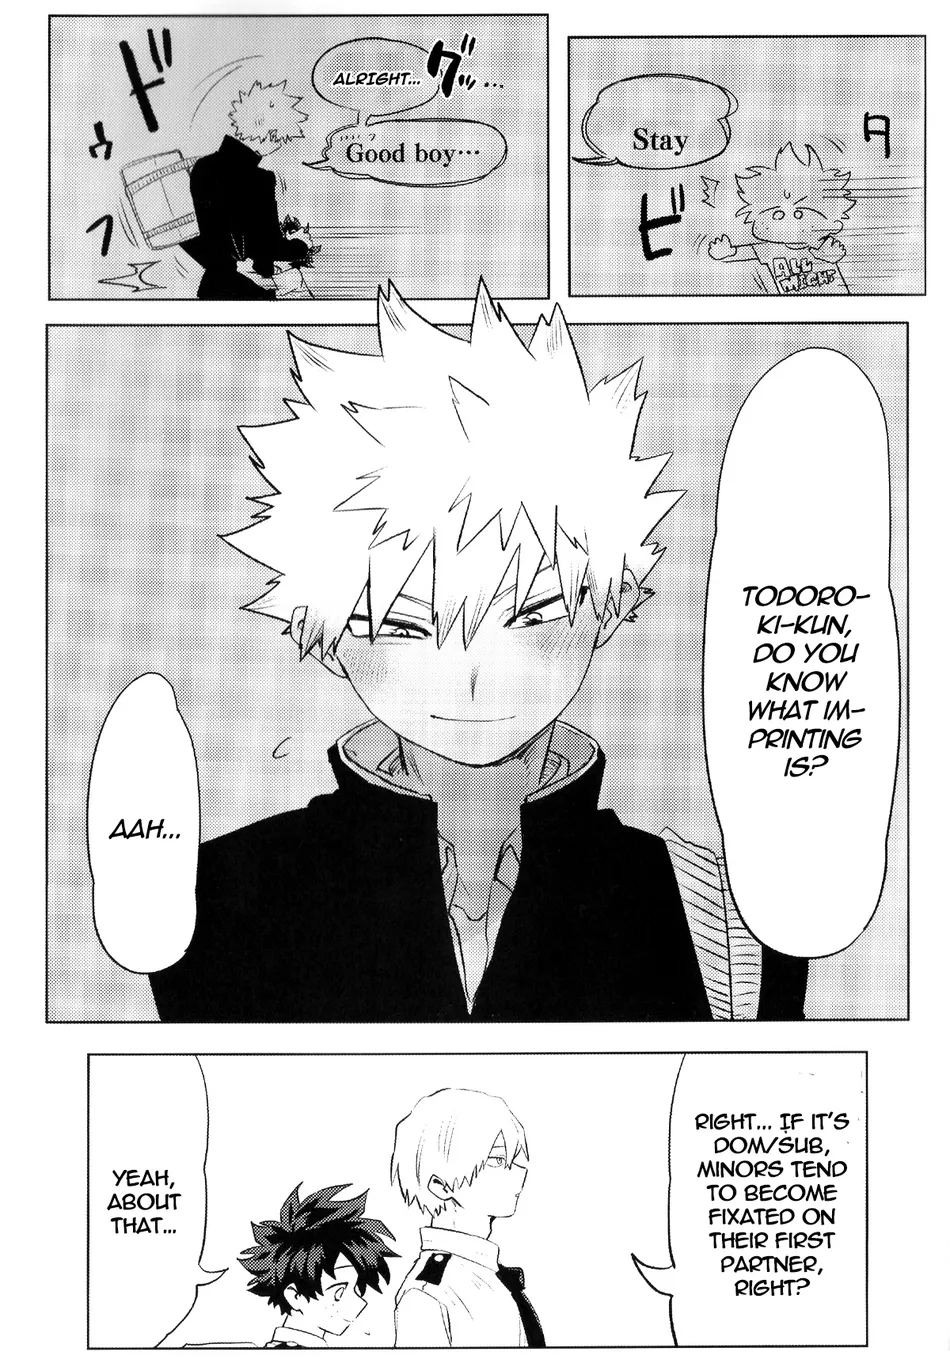 Stay
タ
ビ
ALL
MIGHT
グッ...
ALRIGHT...
Good boy…
ドッ
ゥ
フ
TODORO-
KI-KUN,
DO YOU
KNOW
WHAT IM-
PRINTING
IS?
AAH...
RIGHT... IF IT'S
DOM/SUB,
MINORS TEND
TO BECOME
FIXATED ON
THEIR FIRST
PARTNER,
RIGHT?
YEAH,
ABOUT
THAT...